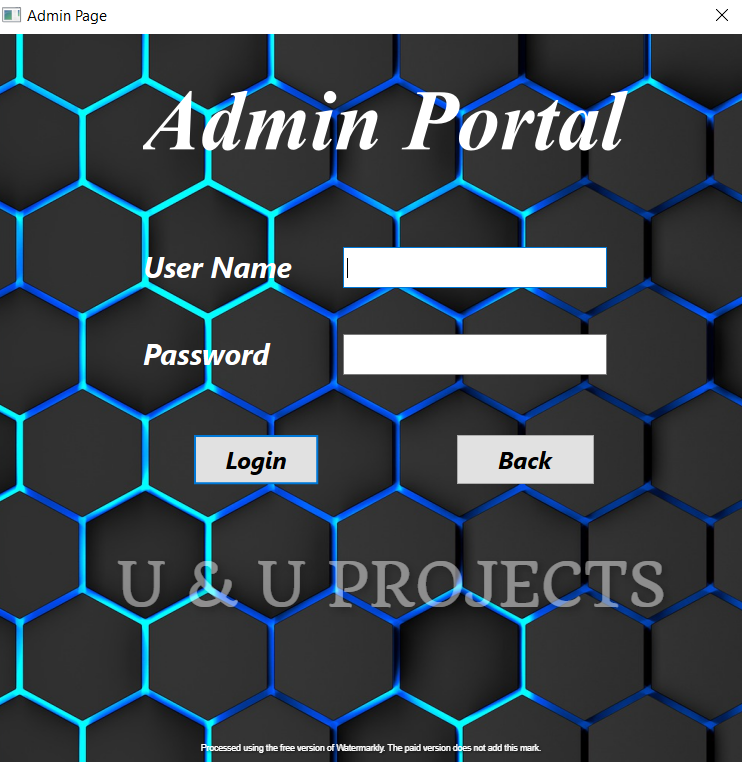 Admin Page
Admin Portal
User Name
Password
Login
Back
U & U PROJECTS
Processed using the free version of Watermarkly. The paid version does not add this mark.